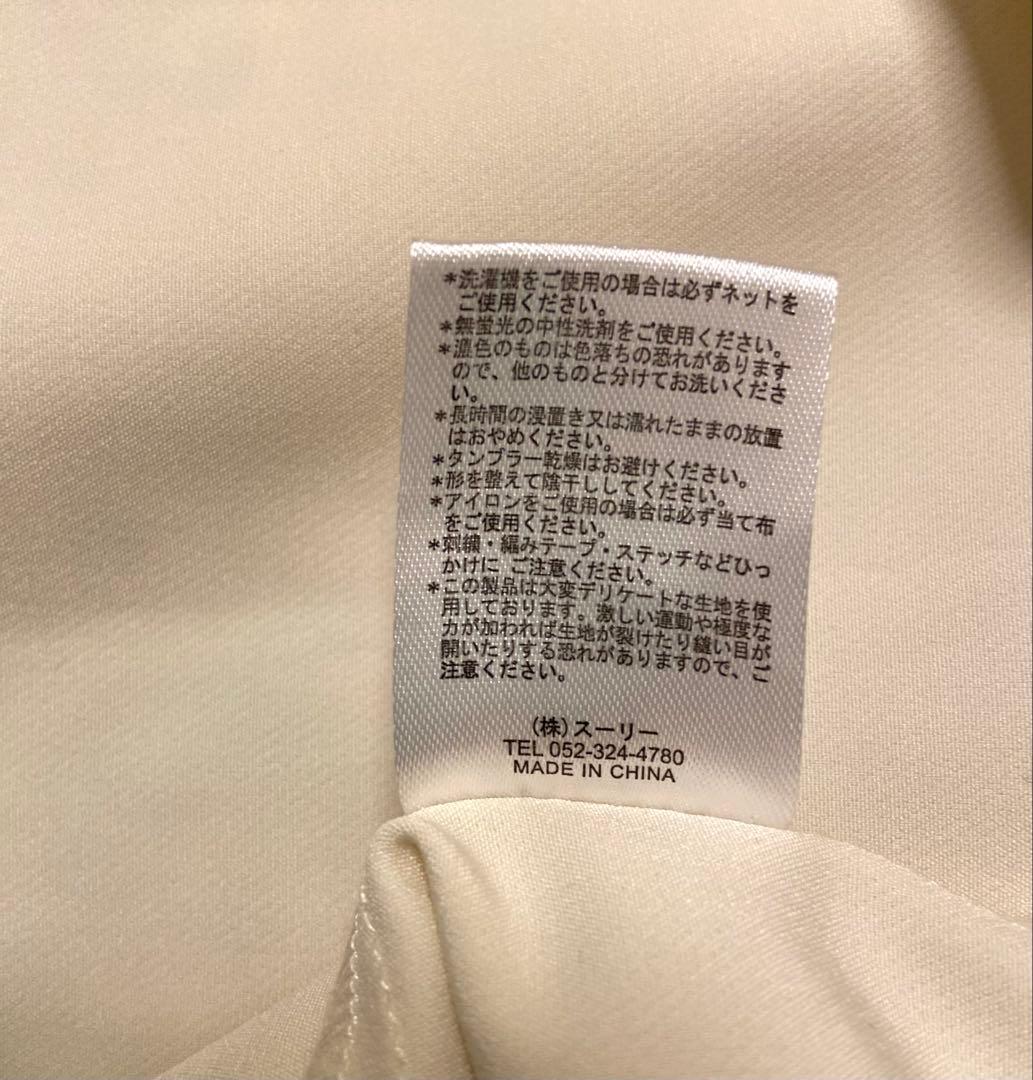 *洗濯機をご使用の場合は必ずネットを
ご使用ください。
*無蛍光の中性洗剤をご使用ください。
*濃色のものは色落ちの恐れがあります
ので、他のものと分けてお洗いくださ
い。
*長時間の浸置き又は濡れたままの放置
はおやめください。
*タンブラー乾燥はお避けください。
*形を整えて陰干ししてください。
*アイロンをご使用の場合は必ず当て布
をご使用ください。
*刺繍・編みテープ・ステッチなどひっ
かけに ご注意ください。
*この製品は大変デリケートな生地を使
用しております。激しい運動や極度な
力が加われば生地が裂けたり縫い目が
開いたりする恐れがありますので、ご
注意ください。
(株)スーリー
TEL 052-324-4780
MADE IN CHINA